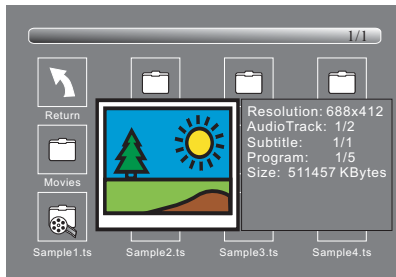 1/1
Return
Resolution: 688x412
AudioTrack: 1/2
Subtitle: 1/1
Program: 1/5
Size: 511457 KBytes
Movies
Sample1.ts
Sample2.ts
Sample3.ts
Sample4.ts